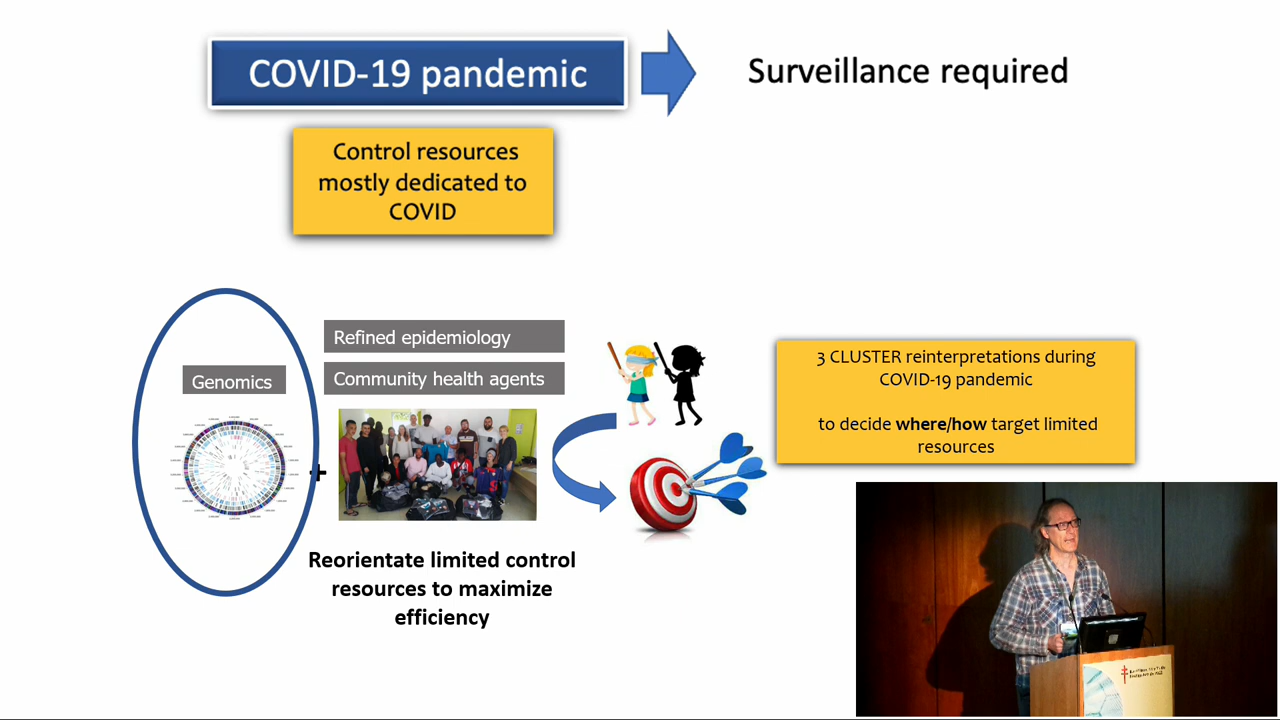 COVID-19 pandemic
Surveillance required
Control resources
mostly dedicated to
COVID
Refined epidemiology
Genomics
Community health agents
+
Reorientate limited control
resources to maximize
efficiency
3 CLUSTER reinterpretations during
COVID-19 pandemic
to decide where/how target limited
resources